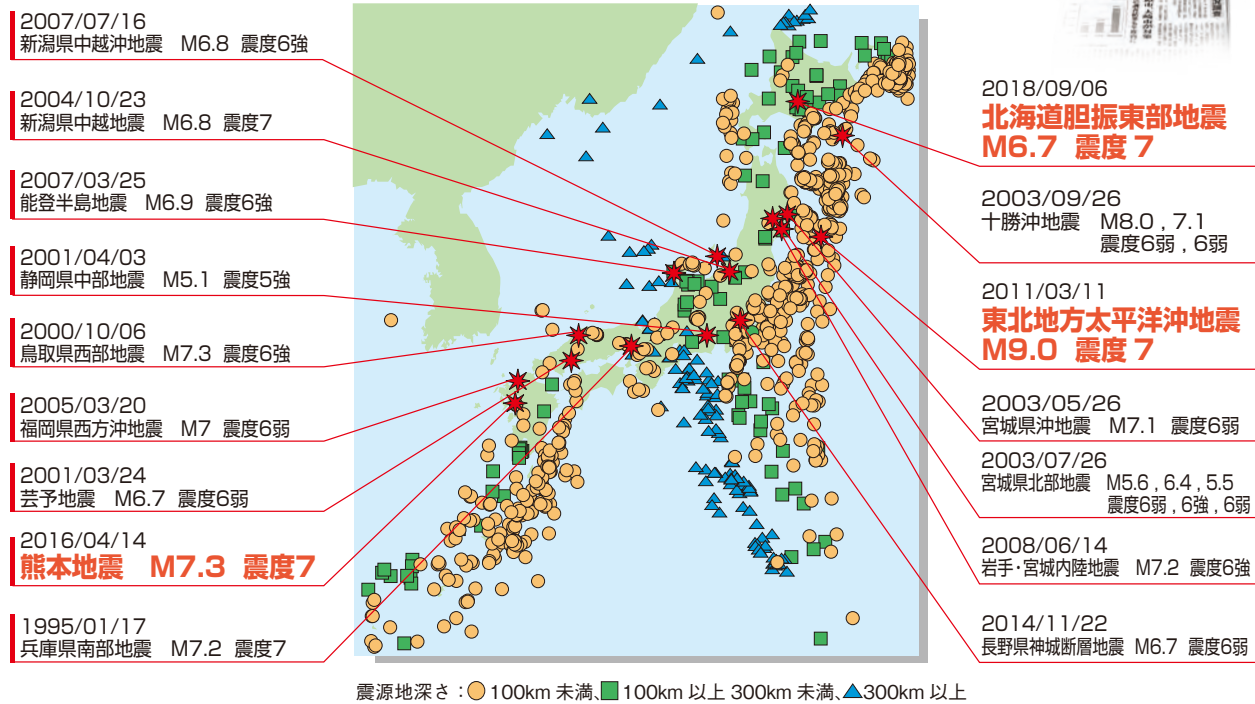 2007/07/16
新潟県中越沖地震 M6.8 震度6強
2004/10/23
新潟県中越地震 M6.8 震度7
2007/03/25
能登半島地震 M6.9 震度6強
2001/04/03
静岡県中部地震 M5.1 震度5強
2000/10/06
鳥取県西部地震 M7.3 震度6強
2005/03/20
福岡県西方沖地震 M7 震度6弱
2001/03/24
芸予地震 M6.7 震度6弱
2016/04/14
熊本地震 M7.3 震度7
1995/01/17
兵庫県南部地震 M7.2 震度7
2018/09/06
北海道胆振東部地震
M6.7 震度7
2003/09/26
十勝沖地震 M8.0 , 7.1
震度6弱 , 6弱
2011/03/11
東北地方太平洋沖地震
M9.0 震度7
2003/05/26
宮城県沖地震 M7.1 震度6弱
2003/07/26
宮城県北部地震 M5.6 , 6.4 , 5.5
震度6弱 , 6強 , 6弱
2008/06/14
岩手・宮城内陸地震 M7.2 震度6強
2014/11/22
長野県神城断層地震 M6.7 震度6弱
震源地深さ : 100km 未満、 100km 以上 300km 未満、 300km 以上